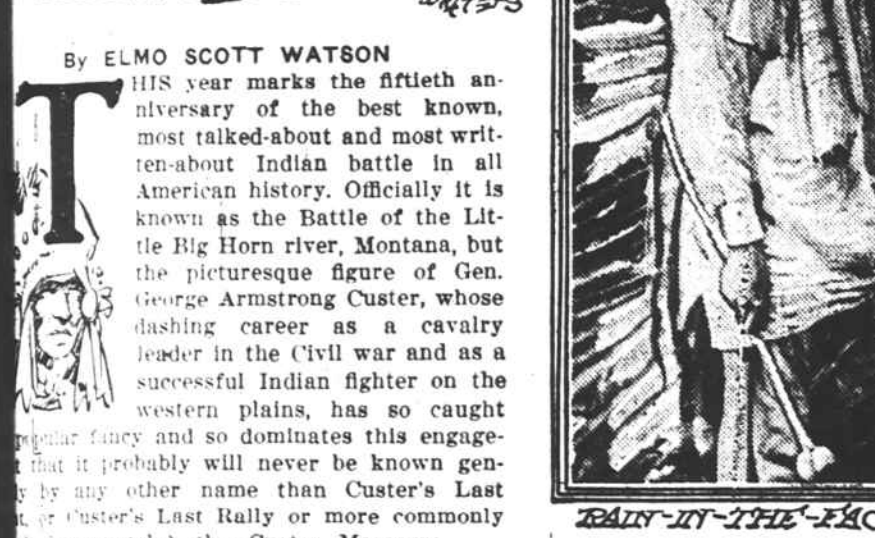 By ELMO SCOTT WATSON
THIS year marks the fiftieth an-
niversary of the best known,
most talked-about and most writ-
ten-about Indian battle in all
American history. Officially it is
known as the Battle of the Lit-
tle Big Horn river, Montana, but
the picturesque figure of Gen.
George Armstrong Custer, whose
dashing career as a cavalry
leader in the Civil war and as a
successful Indian fighter on the
western plains, has so caught
popular fancy and so dominates this engage-
that it probably will never be known gen-
by any other name than Custer's Last
or Custer's Last Rally or more commonly
RAIN-IN-THE-FAC